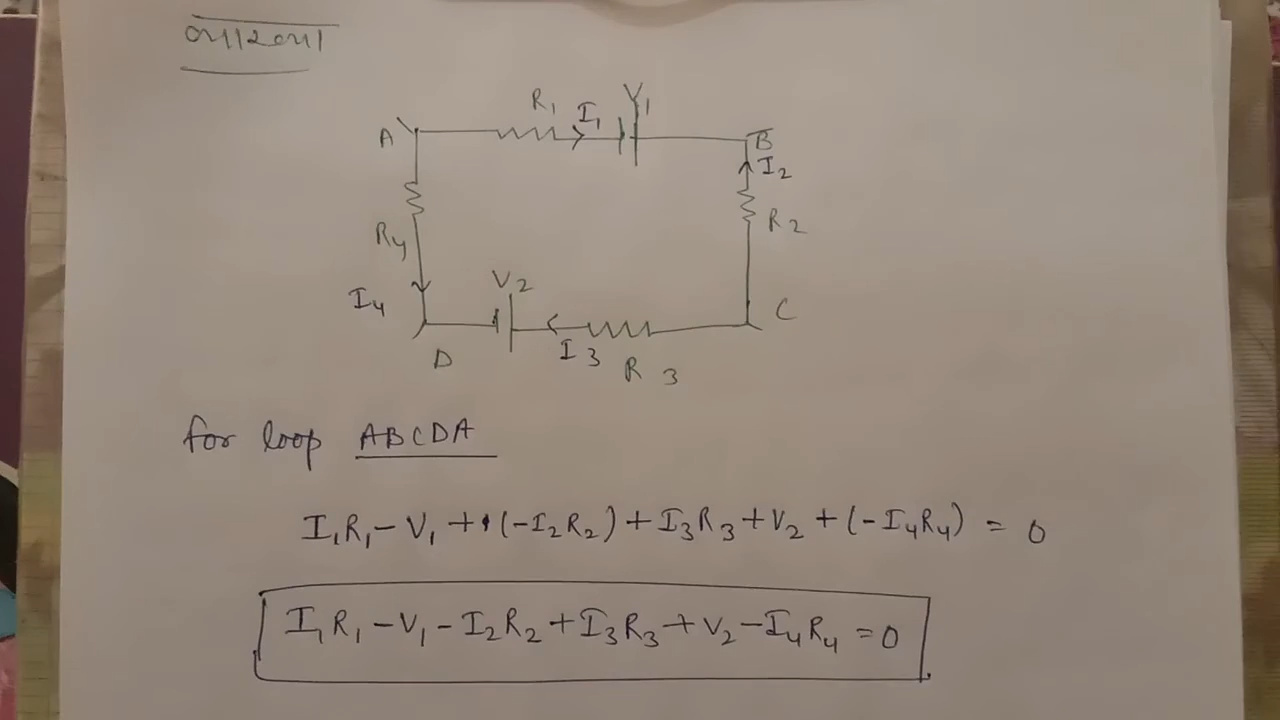 R₁ I₁ V₁
A B
I₂
R₂
R₄
V₂
I₄ C
D I₃ R₃
for loop ABCDA
I₁R₁ - V₁ + (-I₂R₂) + I₃R₃ + V₂ + (-I₄R₄) = 0
I₁R₁ - V₁ - I₂R₂ + I₃R₃ + V₂ - I₄R₄ = 0